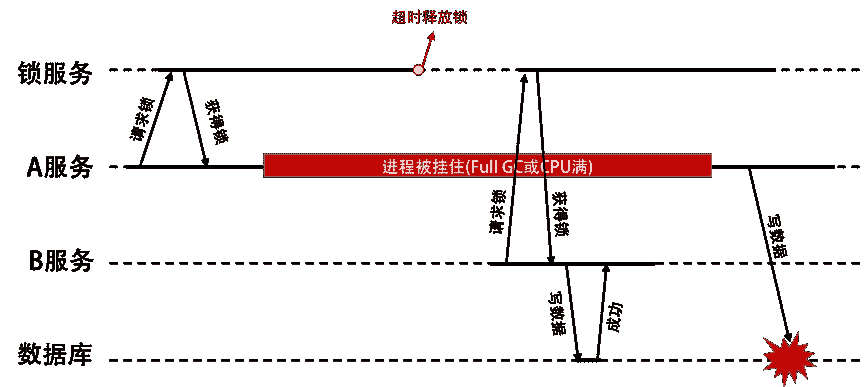 超时释放锁
锁服务
请求锁
获得锁
A服务
进程被挂住(Full GC或CPU满)
请求锁
获得锁
写数据
B服务
写数据
成功
数据库